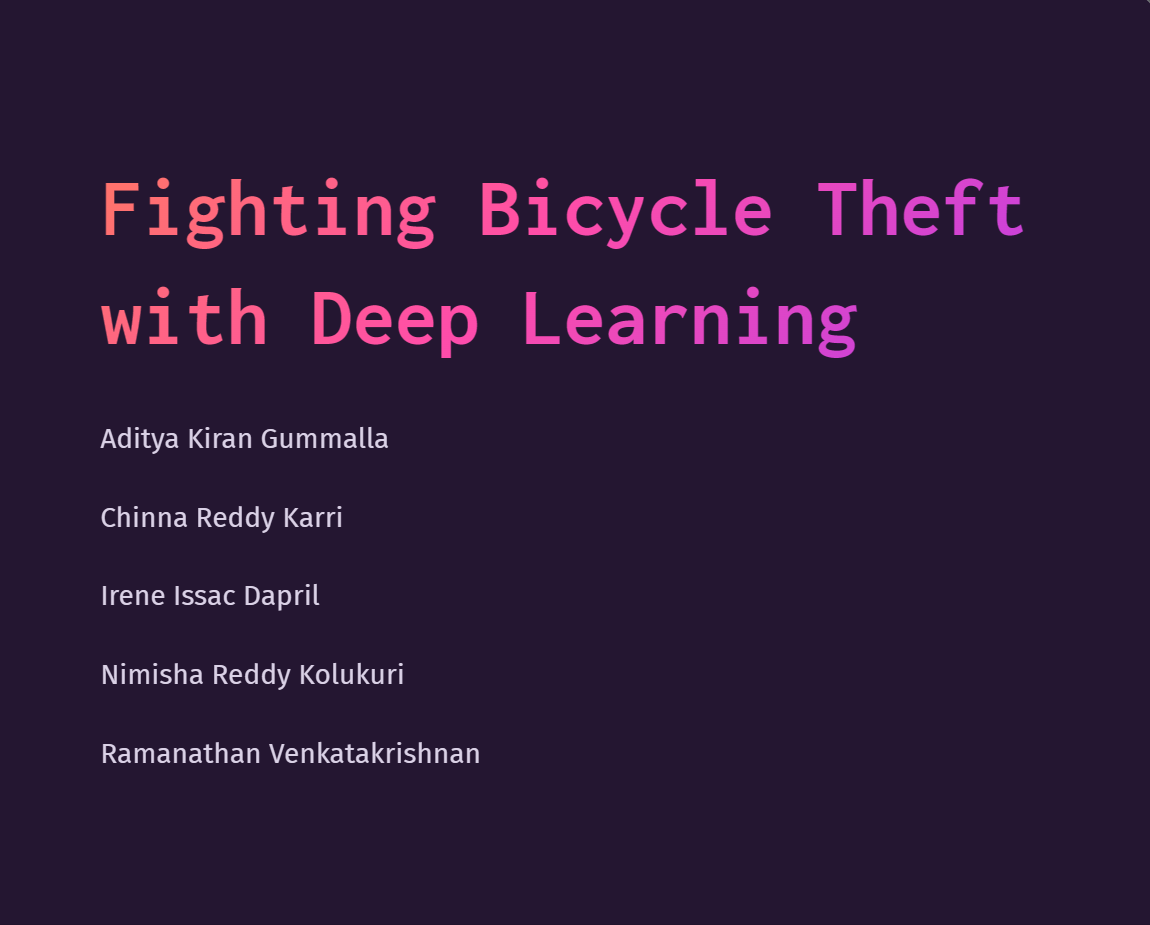 Fighting Bicycle Theft
with Deep Learning
Aditya Kiran Gummalla
Chinna Reddy Karri
Irene Issac Dapril
Nimisha Reddy Kolukuri
Ramanathan Venkatakrishnan